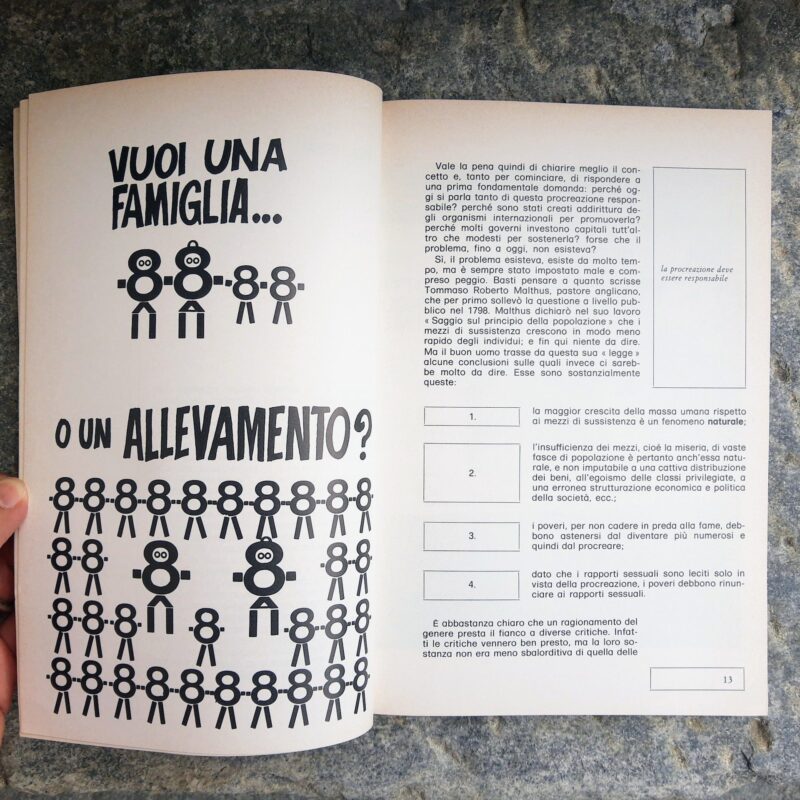 VUOI UNA
FAMIGLIA...
O UN ALLEVAMENTO?
Vale la pena quindi di chiarire meglio il con-
cetto e, tanto per cominciare, di rispondere a
una prima fondamentale domanda: perché og-
gi si parla tanto di questa procreazione respon-
sabile? perché sono stati creati addirittura de-
gli organismi internazionali per promuoverla?
perché molti governi investono capitali tutt'al-
tro che modesti per sostenerla? forse che il
problema, fino a oggi, non esisteva?
Sì, il problema esisteva, esiste da molto tem-
po, ma è sempre stato impostato male e com-
preso peggio. Basti pensare a quanto scrisse
Tommaso Roberto Malthus, pastore anglicano,
che per primo sollevò la questione a livello pub-
blico nel 1798. Malthus dichiarò nel suo lavoro
« Saggio sul principio della popolazione » che i
mezzi di sussistenza crescono in modo meno
rapido degli individui; e fin qui niente da dire.
Ma il buon uomo trasse da questa sua « legge »
alcune conclusioni sulle quali invece ci sareb-
be molto da dire. Esse sono sostanzialmente
queste:
la procreazione deve
essere responsabile
1.
la maggior crescita della massa umana rispetto
ai mezzi di sussistenza è un fenomeno naturale;
2.
l'insufficienza dei mezzi, cioé la miseria, di vaste
fasce di popolazione è pertanto anch'essa natu-
rale, e non imputabile a una cattiva distribuzione
dei beni, all'egoismo delle classi privilegiate, a
una erronea strutturazione economica e politica
della società, ecc.;
3.
i poveri, per non cadere in preda alla fame, deb-
bono astenersi dal diventare più numerosi e
quindi dal procreare;
4.
dato che i rapporti sessuali sono leciti solo in
vista della procreazione, i poveri debbono rinun-
ciare ai rapporti sessuali.
È abbastanza chiaro che un ragionamento del
genere presta il fianco a diverse critiche. Infat-
ti le critiche vennero ben presto, ma la loro so-
stanza non era meno sbalorditiva di quella delle
13